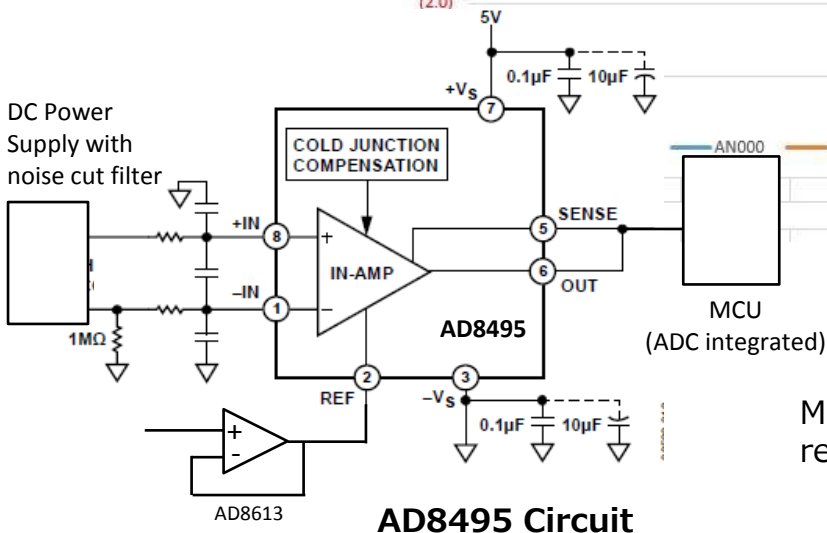 (2.0)
5V
+VS
7
0.1µF
10µF
DC Power
Supply with
noise cut filter
COLD JUNCTION
COMPENSATION
AN000
+IN
8
+
SENSE
5
IN-AMP
6
OUT
–IN
1
–
AD8495
MCU
(ADC integrated)
1MΩ
2
REF
3
–VS
0.1µF
10µF
+
-
AD8613
AD8495 Circuit